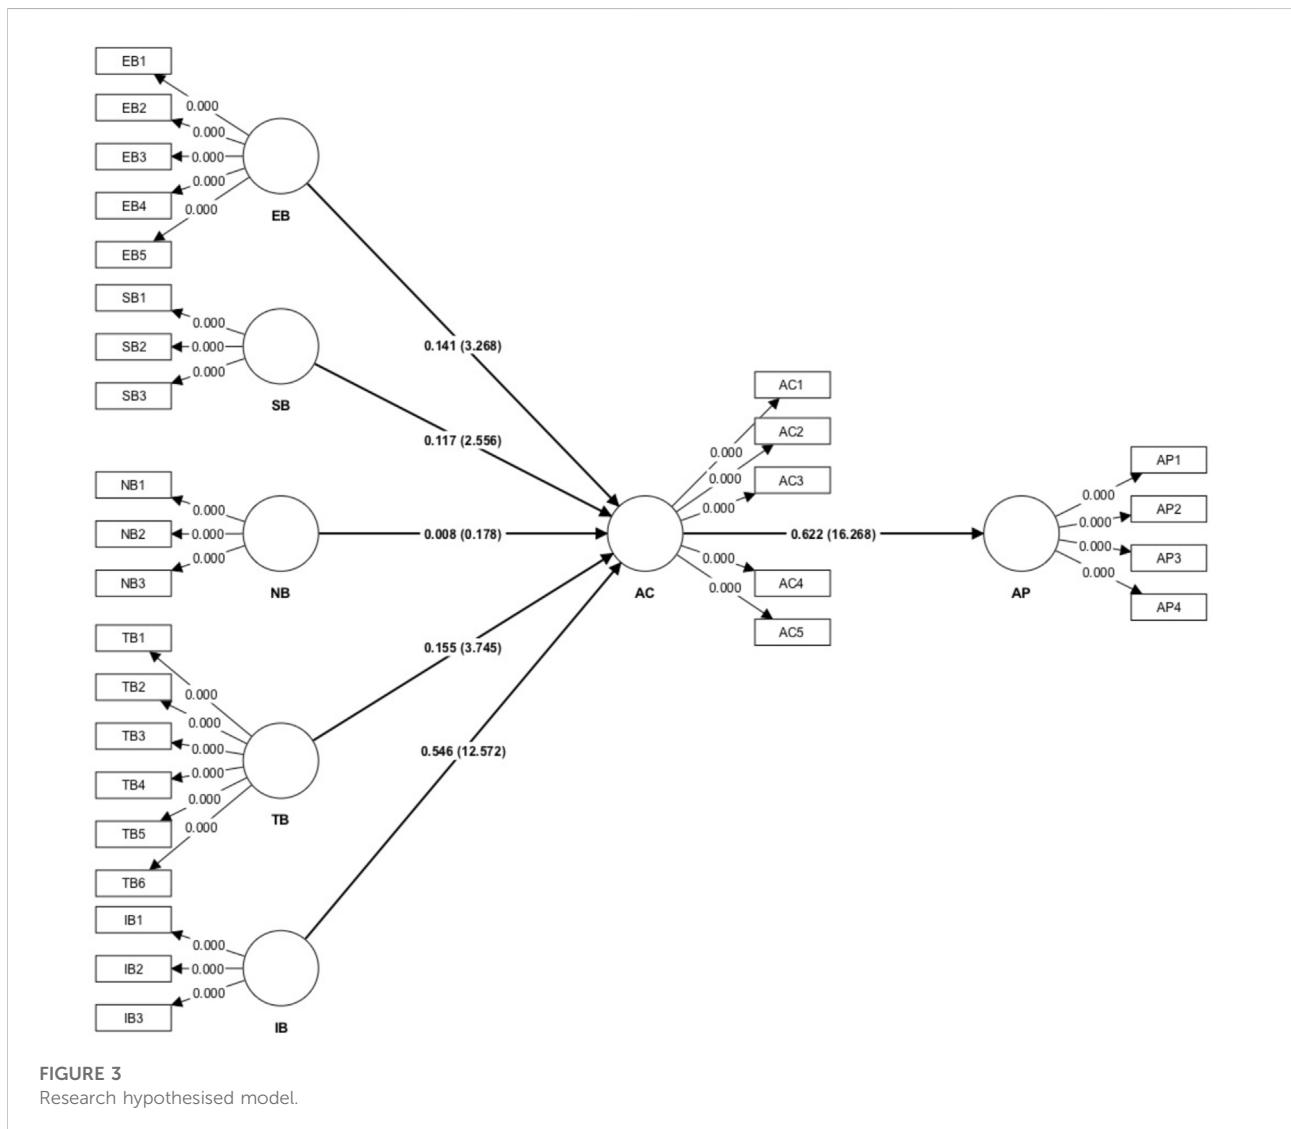 EB1
0.000
EB2
0.000
EB3
0.000
0.000
EB4
0.000
EB5
EB
SB1
0.000
SB2
0.000
0.000
SB3
SB
NB1
0.000
NB2
0.000
0.000
NB3
NB
TB1
0.000
TB2
0.000
TB3
0.000
0.000
TB4
0.000
TB5
0.000
TB6
TB
IB1
0.000
IB2
0.000
0.000
IB3
IB
0.141 (3.268)
0.117 (2.556)
0.008 (0.178)
0.155 (3.745)
0.546 (12.572)
AC1
AC2
0.000
0.000
AC3
0.000
AC
0.000
AC4
0.000
AC5
0.622 (16.268)
AP1
0.000
AP2
0.000
0.000
AP3
0.000
AP4
AP
FIGURE 3
Research hypothesised model.